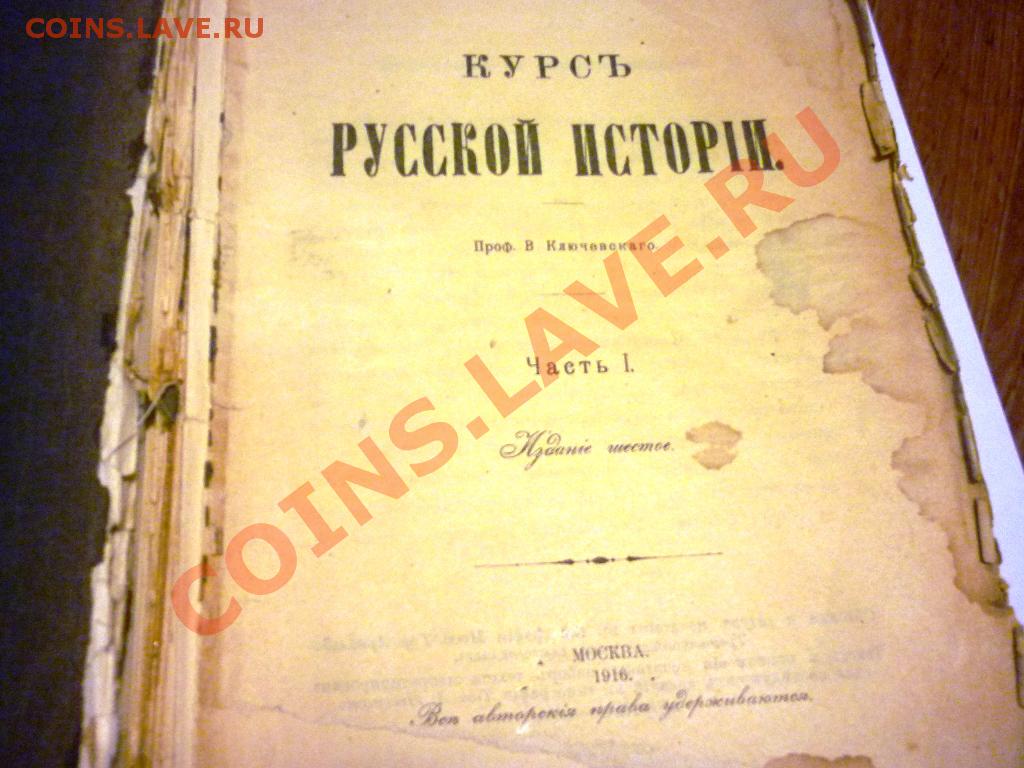 COINS.LAVE.RU
КУРСЪ
РУССКОЙ ИСТОРІИ.
Проф. В Ключевскаго.
Часть I.
Изданіе шестое.
МОСКВА.
1916.
Всѣ авторскія права удерживаются.
COINS.LAVE.RU